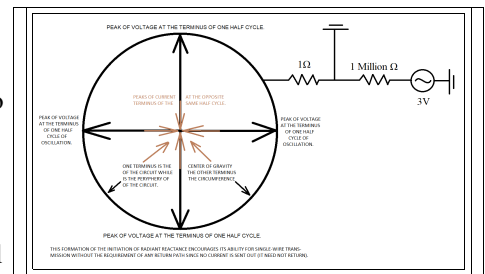 PEAK OF VOLTAGE AT THE TERMINUS OF ONE HALF CYCLE.
1Ω
1 Million Ω
3V
PEAKS OF CURRENT AT THE OPPOSITE
TERMINUS OF THE SAME HALF CYCLE.
PEAK OF VOLTAGE
AT THE TERMINUS
OF ONE HALF
CYCLE OF
OSCILLATION.
PEAK OF VOLTAGE
AT THE TERMINUS
OF ONE HALF
CYCLE OF
OSCILLATION.
ONE TERMINUS IS THE CENTER OF GRAVITY
OF THE CIRCUIT WHILE THE OTHER TERMINUS
IS THE PERIPHERY OF THE CIRCUMFERENCE
OF THE CIRCUIT.
PEAK OF VOLTAGE AT THE TERMINUS OF ONE HALF CYCLE.
THIS FORMATION OF THE INITIATION OF RADIANT REACTANCE ENCOURAGES ITS ABILITY FOR SINGLE-WIRE TRANS-
MISSION WITHOUT THE REQUIREMENT OF ANY RETURN PATH SINCE NO CURRENT IS SENT OUT (IT NEED NOT RETURN).